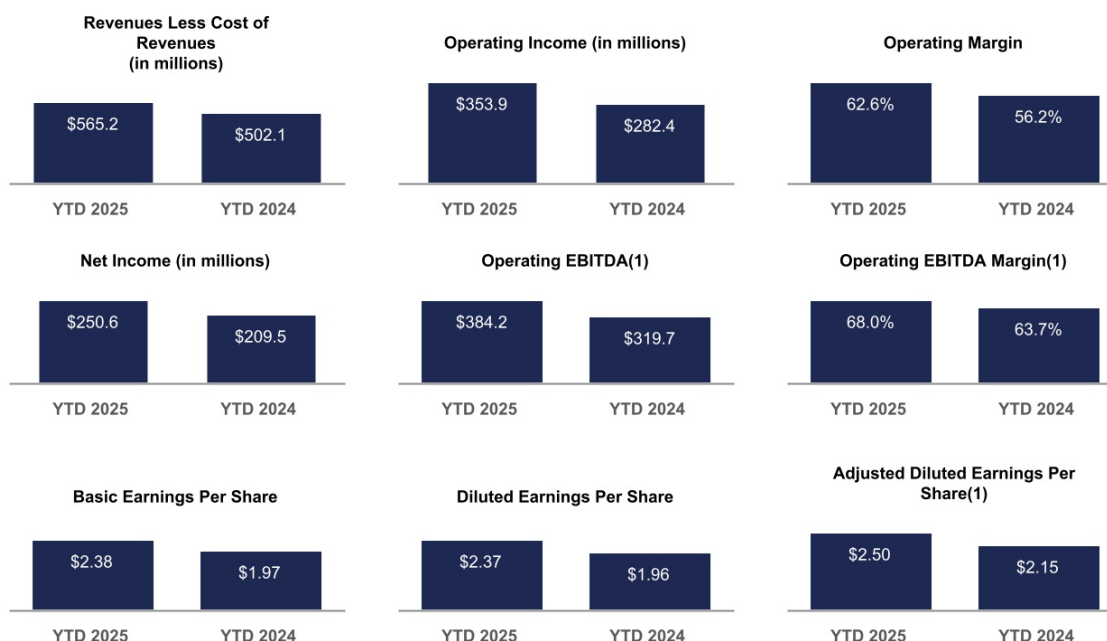 Revenues Less Cost of
Revenues
(in millions)
$565.2
$502.1
YTD 2025
YTD 2024
Operating Income (in millions)
$353.9
$282.4
YTD 2025
YTD 2024
Operating Margin
62.6%
56.2%
YTD 2025
YTD 2024
Net Income (in millions)
$250.6
$209.5
YTD 2025
YTD 2024
Operating EBITDA(1)
$384.2
$319.7
YTD 2025
YTD 2024
Operating EBITDA Margin(1)
68.0%
63.7%
YTD 2025
YTD 2024
Basic Earnings Per Share
$2.38
$1.97
YTD 2025
YTD 2024
Diluted Earnings Per Share
$2.37
$1.96
YTD 2025
YTD 2024
Adjusted Diluted Earnings Per
Share(1)
$2.50
$2.15
YTD 2025
YTD 2024